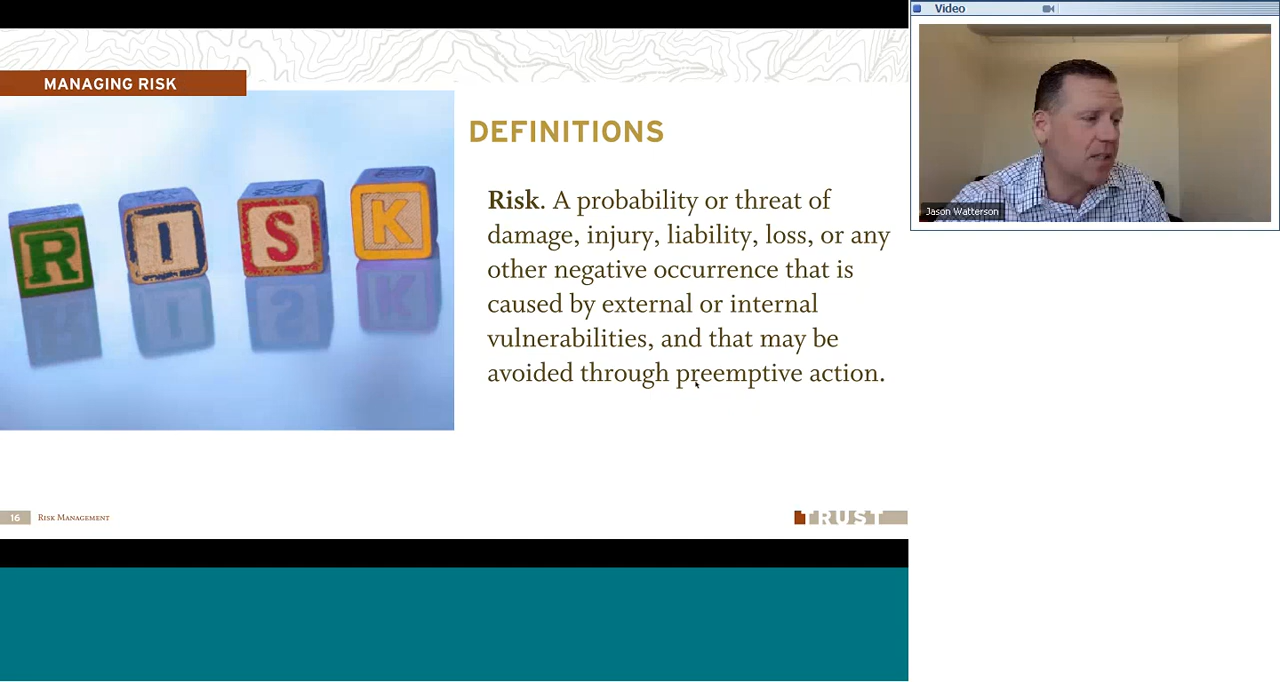 Video
MANAGING RISK
DEFINITIONS
Risk. A probability or threat of
damage, injury, liability, loss, or any
other negative occurrence that is
caused by external or internal
vulnerabilities, and that may be
avoided through preemptive action.
R I S K
Jason Watterson
16 Risk Management
TRUST